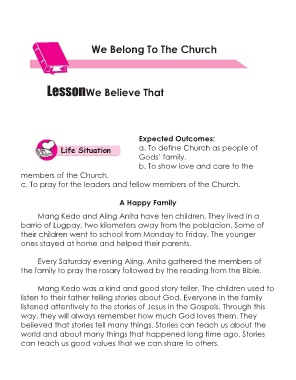 We Belong To The Church
LessonWe Believe That
Life Situation
Expected Outcomes:
a. To define Church as people of
Gods' family.
b. To show love and care to the
members of the Church.
c. To pray for the leaders and fellow members of the Church.
A Happy Family
Mang Kedo and Aling Anita have ten children. They lived in a
barrio of Lugpay, two kilometers away from the poblacion. Some of
their children went to school from Monday to Friday. The younger
ones stayed at home and helped their parents.
Every Saturday evening Aling, Anita gathered the members of
the family to pray the rosary followed by the reading from the Bible.
Mang Kedo was a kind and good story teller. The children used to
listen to their father telling stories about God. Everyone in the family
listened attentively to the stories of Jesus in the Gospels. Through this
way, they will always remember how much God loves them. They
believed that stories tell many things. Stories can teach us about the
world and about many things that happened long time ago. Stories
can teach us good values that we can share to others.